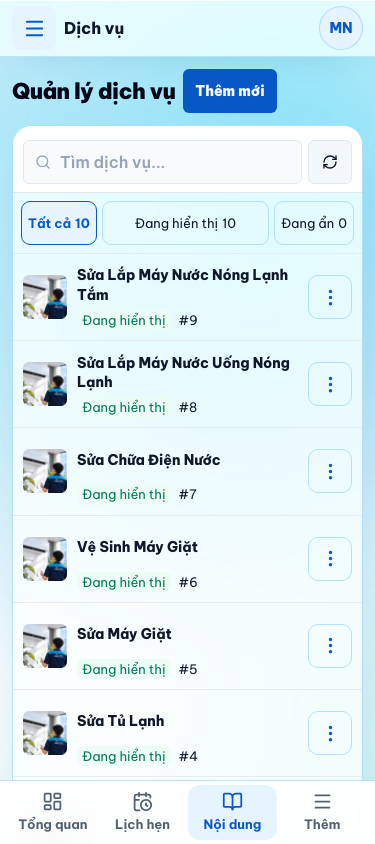 Dịch vụ
MN
Quản lý dịch vụ
Thêm mới
Tìm dịch vụ...
Tất cả 10
Đang hiển thị 10
Đang ẩn 0
Sửa Lắp Máy Nước Nóng Lạnh
Tắm
Đang hiển thị #9
Sửa Lắp Máy Nước Uống Nóng
Lạnh
Đang hiển thị #8
Sửa Chữa Điện Nước
Đang hiển thị #7
Vệ Sinh Máy Giặt
Đang hiển thị #6
Sửa Máy Giặt
Đang hiển thị #5
Sửa Tủ Lạnh
Đang hiển thị #4
Tổng quan
Lịch hẹn
Nội dung
Thêm